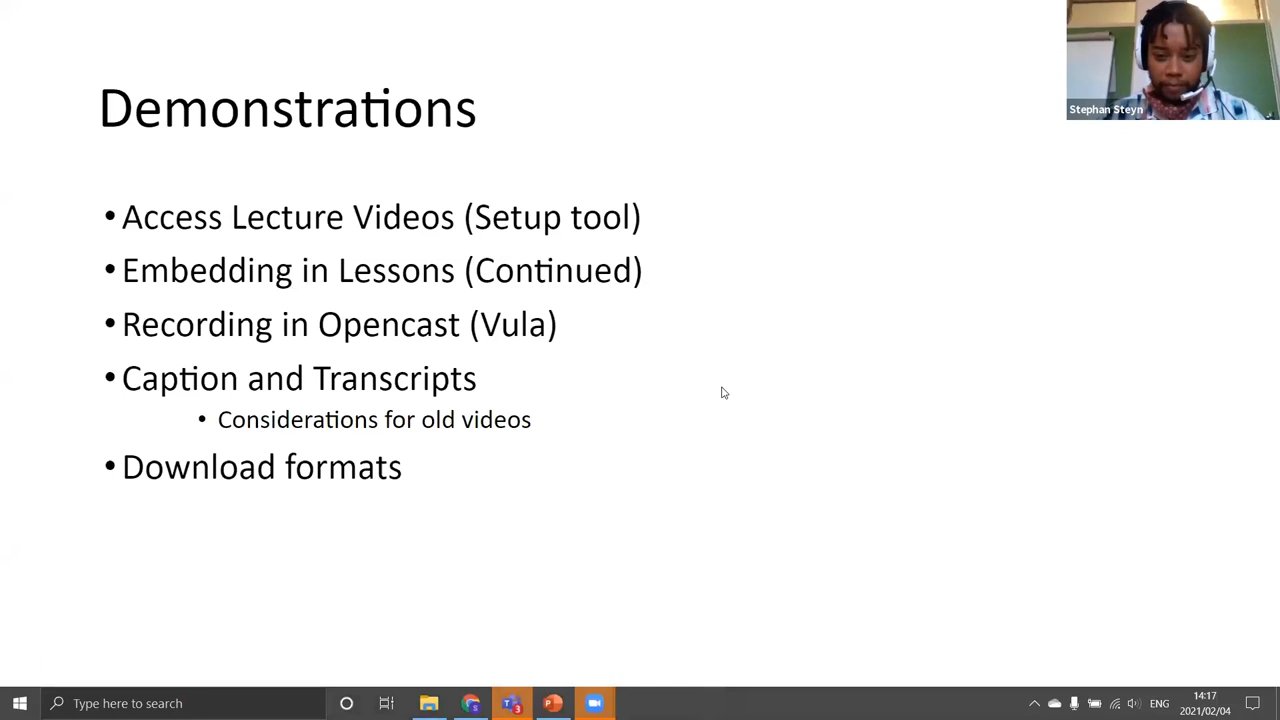 Demonstrations
Stephan Steyn
• Access Lecture Videos (Setup tool)
• Embedding in Lessons (Continued)
• Recording in Opencast (Vula)
• Caption and Transcripts
• Considerations for old videos
• Download formats
Type here to search
3
ENG
14:17
2021/02/04